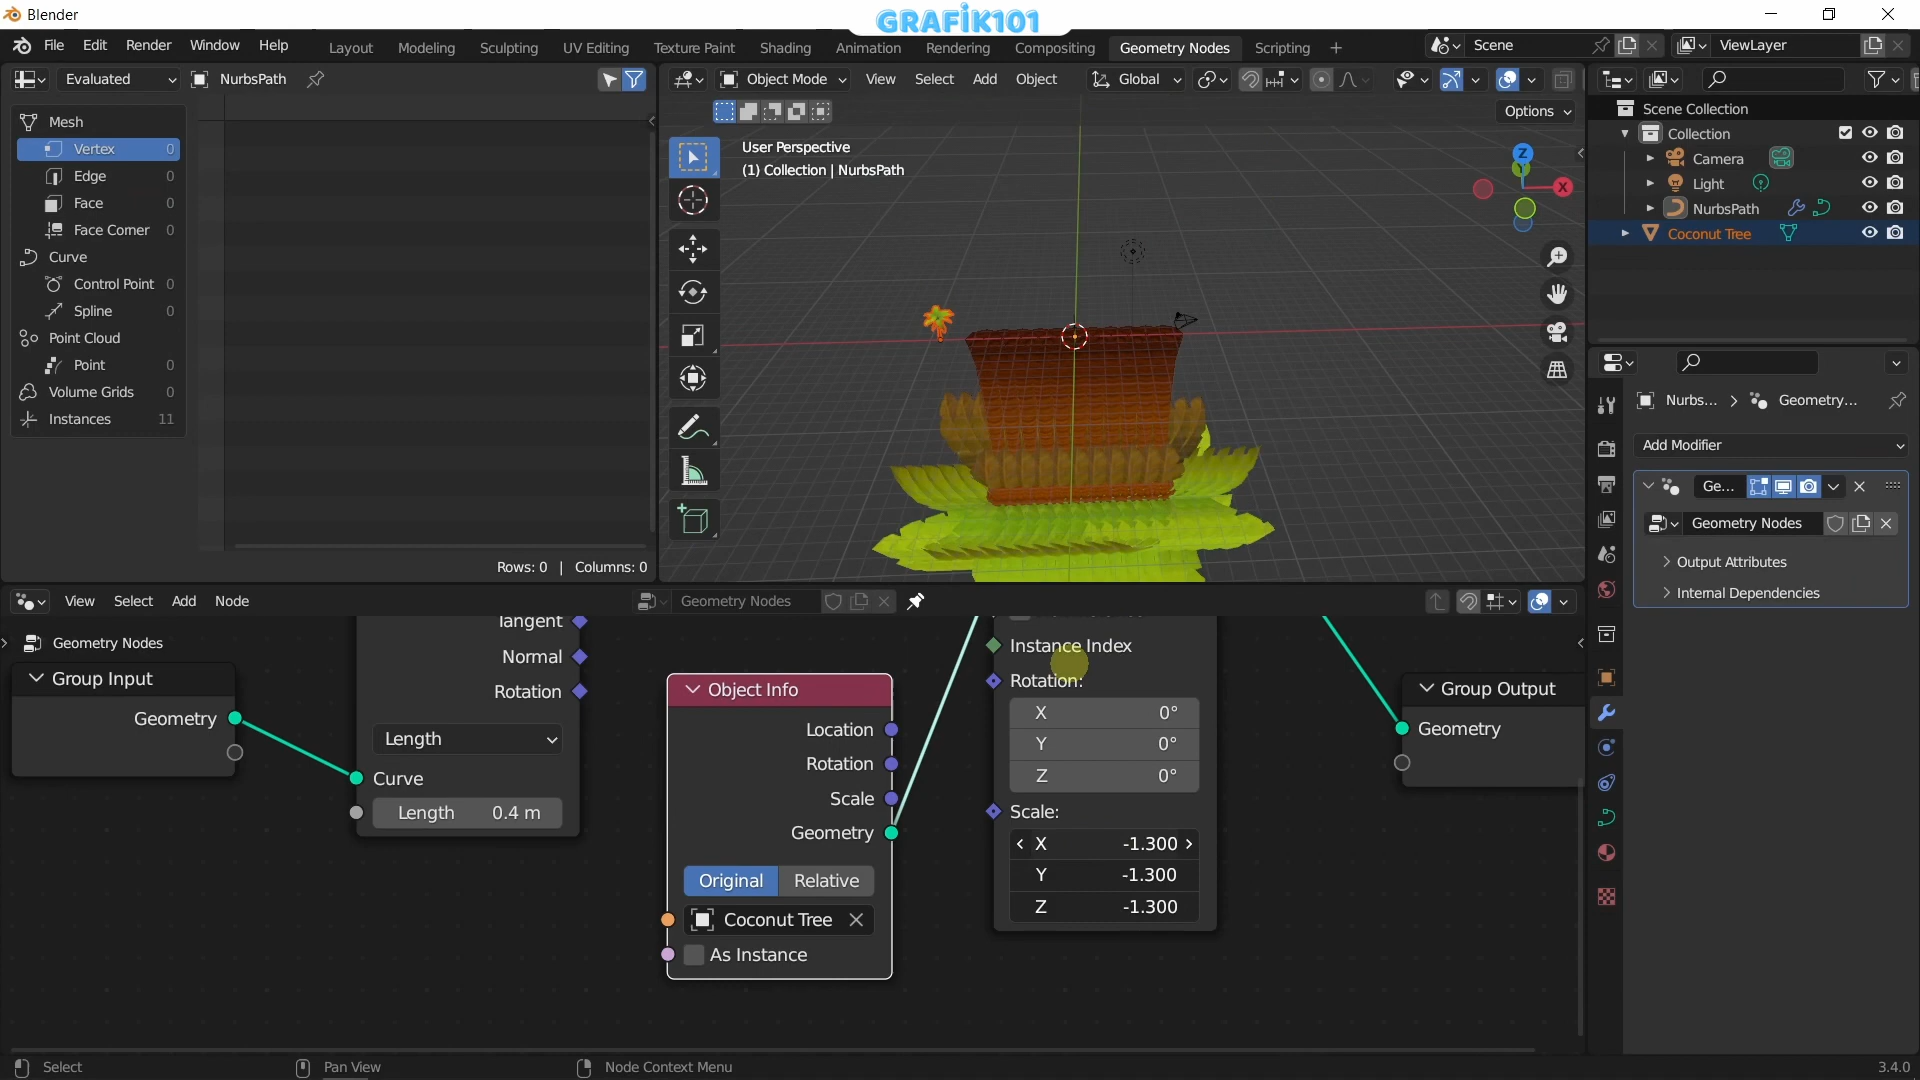 Blender
GRAFİK101
File Edit Render Window Help
Layout Modeling Sculpting UV Editing Texture Paint Shading Animation Rendering Compositing Geometry Nodes Scripting
Scene
ViewLayer
Evaluated
NurbsPath
Object Mode View Select Add Object
Global
Options
User Perspective
(1) Collection | NurbsPath
Z
Y
X
Mesh
Vertex 0
Edge 0
Face 0
Face Corner 0
Curve
Control Point 0
Spline 0
Point Cloud
Point 0
Volume Grids 0
Instances 11
Rows: 0 | Columns: 0
Scene Collection
Collection
Camera
Light
NurbsPath
Coconut Tree
Nurbs...
Geometry...
Add Modifier
Ge...
Geometry Nodes
Output Attributes
Internal Dependencies
View Select Add Node
Geometry Nodes
Geometry Nodes
Group Input
Geometry
Tangent
Normal
Rotation
Length
Curve
Length 0.4 m
Object Info
Location
Rotation
Scale
Geometry
Original Relative
Coconut Tree
As Instance
Instance Index
Rotation:
X 0°
Y 0°
Z 0°
Scale:
X -1.300
Y -1.300
Z -1.300
Group Output
Geometry
Select
Pan View
Node Context Menu
3.4.0